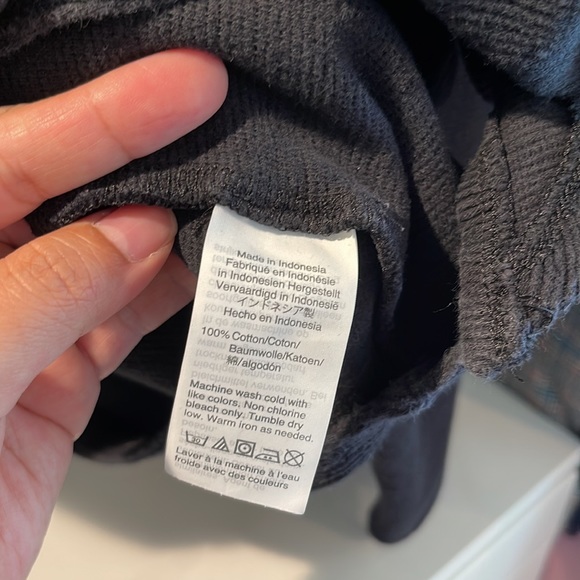 Made in Indonesia
Fabriqué en Indonésie
in Indonesien Hergestellt
Vervaardigd in Indonesië
インドネシア製
Hecho en Indonesia
100% Cotton/Coton/
Baumwolle/Katoen/
綿/algodón
Machine wash cold with
like colors. Non chlorine
bleach only. Tumble dry
low. Warm iron as needed.
Laver à la machine à l'eau
froide avec des couleurs